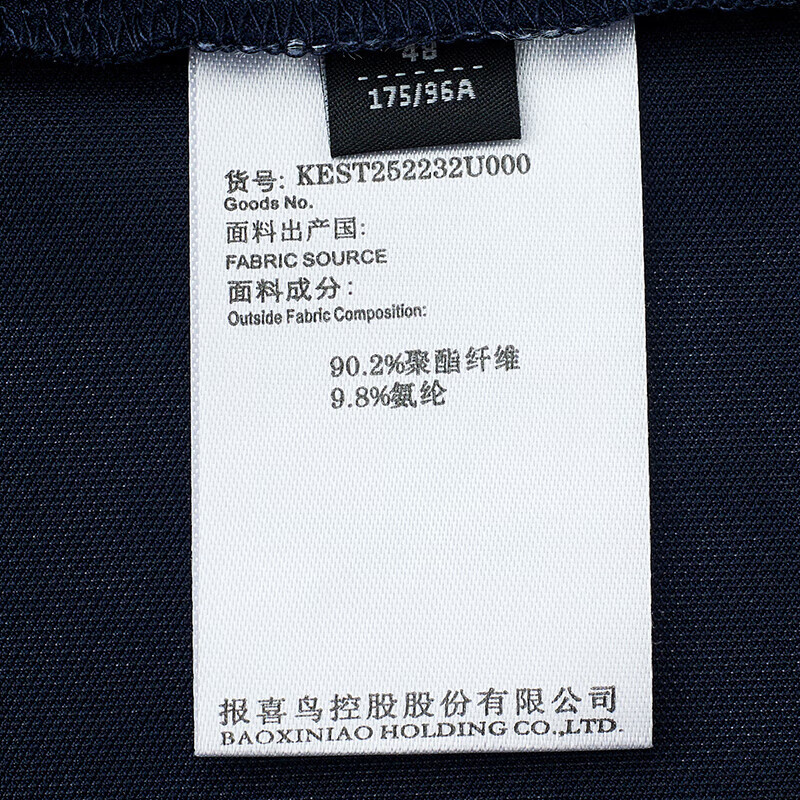 48
175/96A
货号: KEST252232U000
Goods No.
面料出产国:
FABRIC SOURCE
面料成分:
Outside Fabric Composition:
90.2%聚酯纤维
9.8%氨纶
报喜鸟控股股份有限公司
BAOXINIAO HOLDING CO.,LTD.